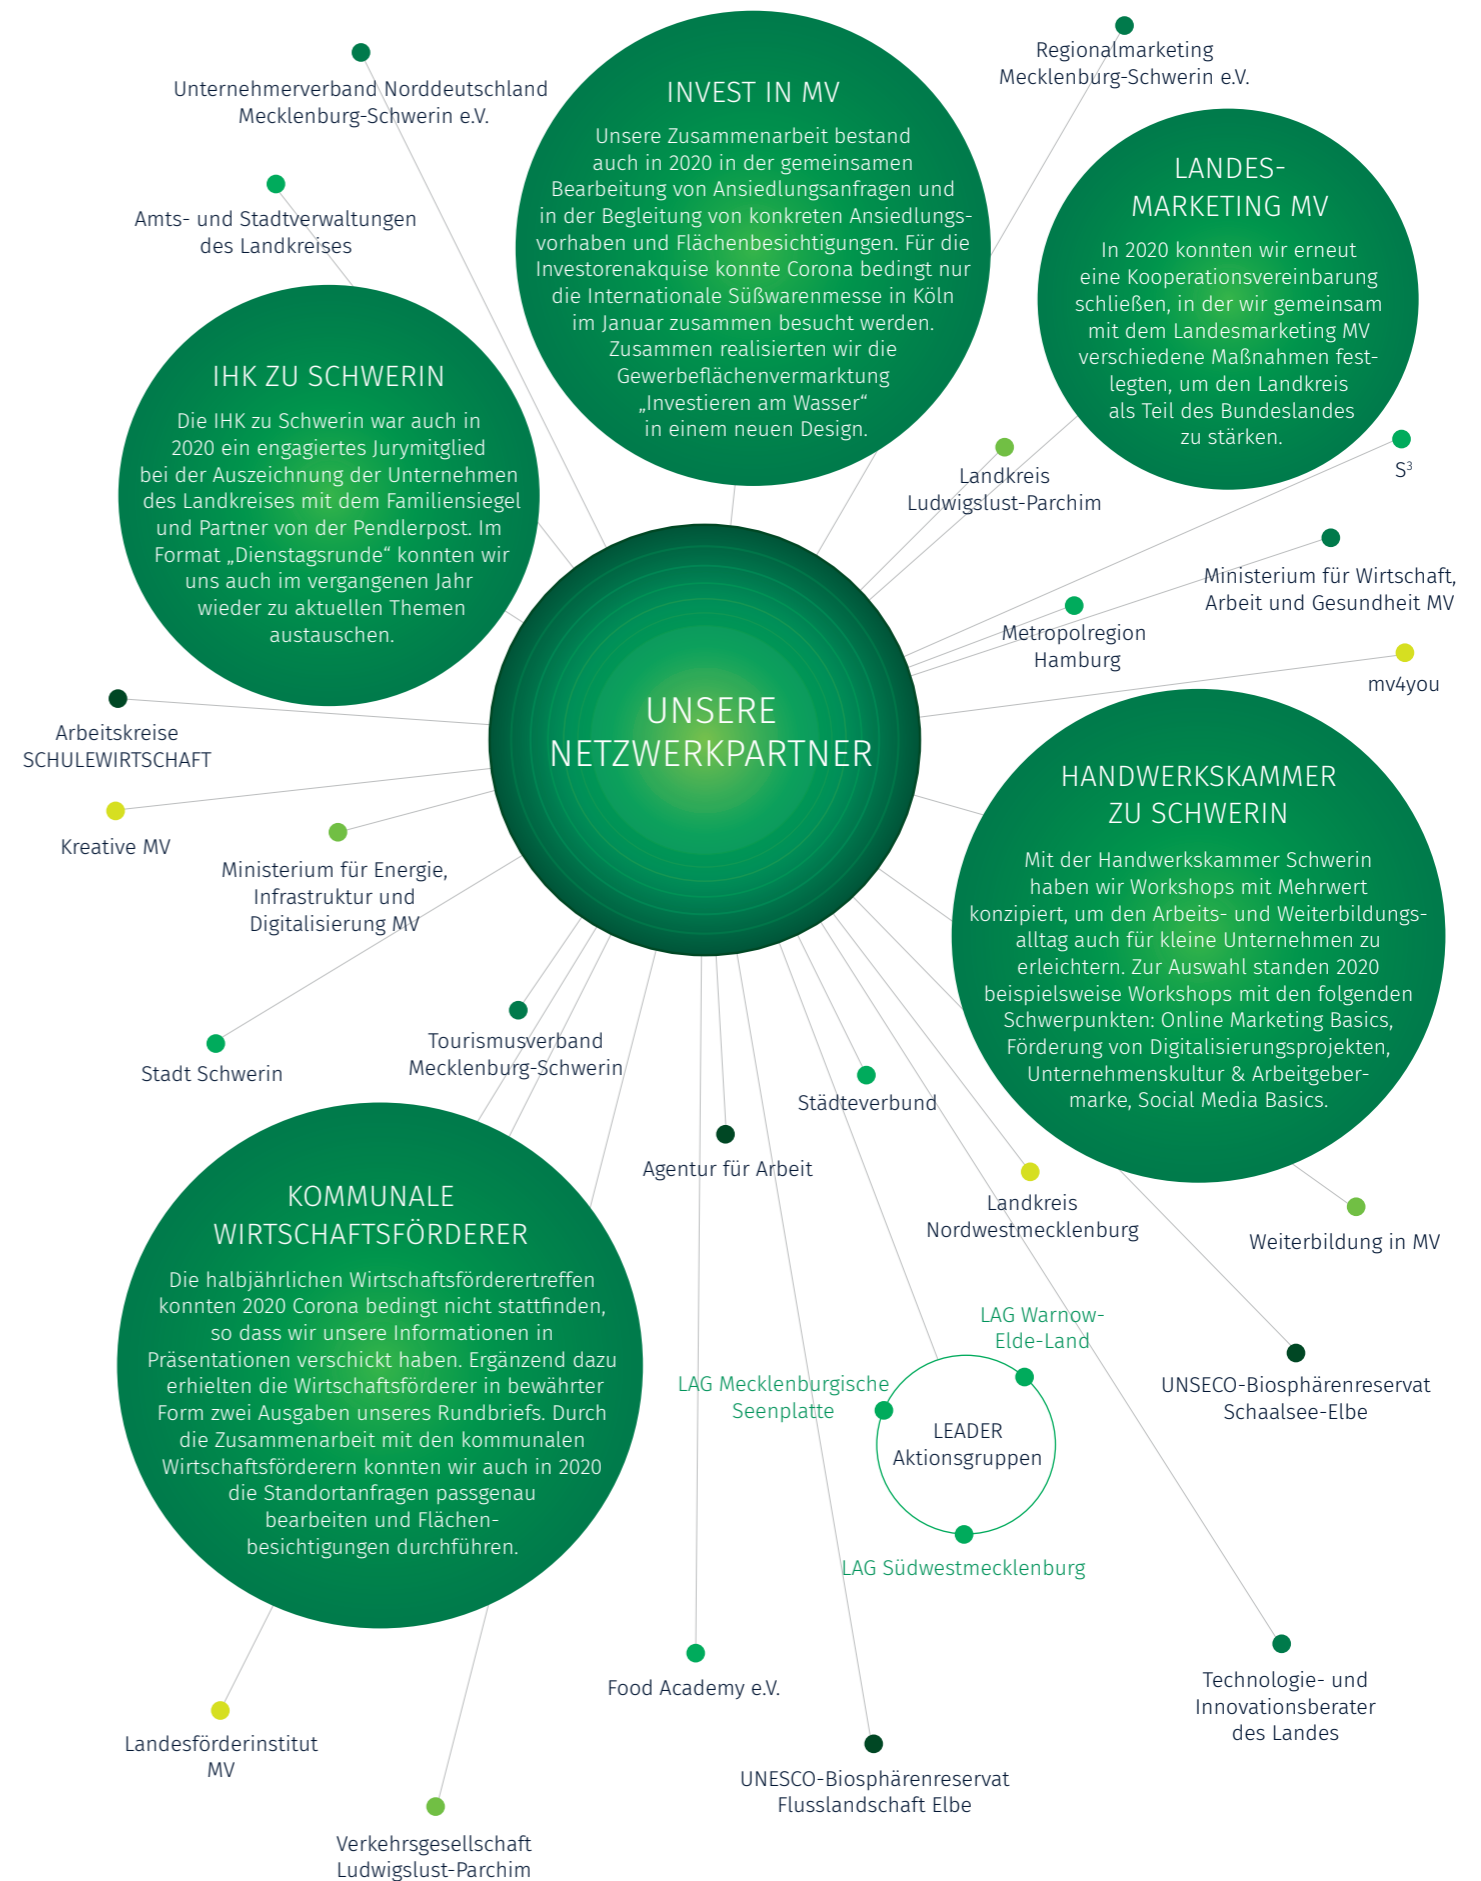 Unternehmerverband Norddeutschland
Mecklenburg-Schwerin e.V.
Amts- und Stadtverwaltungen
des Landkreises
INVEST IN MV
Unsere Zusammenarbeit bestand
auch in 2020 in der gemeinsamen
Bearbeitung von Ansiedlungsanfragen und
in der Begleitung von konkreten Ansiedlungs-
vorhaben und Flächenbesichtigungen. Für die
Investorenakquise konnte Corona bedingt nur
die Internationale Süßwarenmesse in Köln
im Januar zusammen besucht werden.
Zusammen realisierten wir die
Gewerbeflächenvermarktung
„Investieren am Wasser“
in einem neuen Design.
Regionalmarketing
Mecklenburg-Schwerin e.V.
LANDES-
MARKETING MV
In 2020 konnten wir erneut
eine Kooperationsvereinbarung
schließen, in der wir gemeinsam
mit dem Landesmarketing MV
verschiedene Maßnahmen fest-
legten, um den Landkreis
als Teil des Bundeslandes
zu stärken.
IHK ZU SCHWERIN
Die IHK zu Schwerin war auch in
2020 ein engagiertes Jurymitglied
bei der Auszeichnung der Unternehmen
des Landkreises mit dem Familiensiegel
und Partner von der Pendlerpost. Im
Format „Dienstagsrunde“ konnten wir
uns auch im vergangenen Jahr
wieder zu aktuellen Themen
austauschen.
Landkreis
Ludwigslust-Parchim
S³
Ministerium für Wirtschaft,
Arbeit und Gesundheit MV
Metropolregion
Hamburg
mv4you
UNSERE
NETZWERKPARTNER
Arbeitskreise
SCHULEWIRTSCHAFT
Kreative MV
Ministerium für Energie,
Infrastruktur und
Digitalisierung MV
HANDWERKSKAMMER
ZU SCHWERIN
Mit der Handwerkskammer Schwerin
haben wir Workshops mit Mehrwert
konzipiert, um den Arbeits- und Weiterbildungs-
alltag auch für kleine Unternehmen zu
erleichtern. Zur Auswahl standen 2020
beispielsweise Workshops mit den folgenden
Schwerpunkten: Online Marketing Basics,
Förderung von Digitalisierungsprojekten,
Unternehmenskultur & Arbeitgeber-
marke, Social Media Basics.
Stadt Schwerin
Tourismusverband
Mecklenburg-Schwerin
Städteverbund
Agentur für Arbeit
Landkreis
Nordwestmecklenburg
Weiterbildung in MV
KOMMUNALE
WIRTSCHAFTSFÖRDERER
Die halbjährlichen Wirtschaftsförderertreffen
konnten 2020 Corona bedingt nicht stattfinden,
so dass wir unsere Informationen in
Präsentationen verschickt haben. Ergänzend dazu
erhielten die Wirtschaftsförderer in bewährter
Form zwei Ausgaben unseres Rundbriefs. Durch
die Zusammenarbeit mit den kommunalen
Wirtschaftsförderern konnten wir auch in 2020
die Standortanfragen passgenau
bearbeiten und Flächen-
besichtigungen durchführen.
LAG Warnow-
Elde-Land
LAG Mecklenburgische
Seenplatte
LEADER
Aktionsgruppen
LAG Südwestmecklenburg
UNSECO-Biosphärenreservat
Schaalsee-Elbe
Food Academy e.V.
Technologie- und
Innovationsberater
des Landes
Landesförderinstitut
MV
UNESCO-Biosphärenreservat
Flusslandschaft Elbe
Verkehrsgesellschaft
Ludwigslust-Parchim